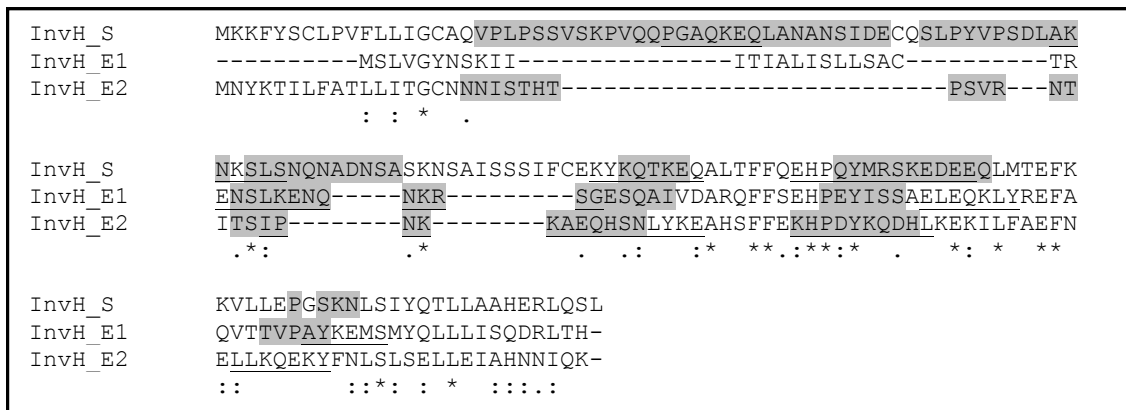 InvH_S MKKFYSCLPVFLLIGCAQVPLPSSVSKPVQQPGAQKEQLANANSIDECQSLPYVPSDLAK
InvH_E1 ----------MSLVGYNSKII---------------ITIALISLLSAC----------TR
InvH_E2 MNYKTILFATLLITGCNNNISTHT---------------------------PSVR---NT
: : * .
InvH_S NKSLSNQNADNSASKNSAISSSIFCEKYKQTKEQALTFFQEHPQYMRSKEDEEQLMTEFK
InvH_E1 ENSLKENQ-----NKR---------SGESQAIVDARQFFSEHPEYISSAELEQKLYREFA
InvH_E2 ITSIP--------NK--------KAEQHSNLYKEAHSFFEKHPDYKQDHLKEKILFAEFN
.*: .* . .: :* **.:**:* . *: * **
InvH_S KVLLEPGSKNLSIYQTLLAAHERLQSL
InvH_E1 QVTTVPAYKEMSMYQLLLISQDRLTH-
InvH_E2 ELLKQEKYFNLSLSELLEIAHNNIQK-
:: ::*: : * :::.: